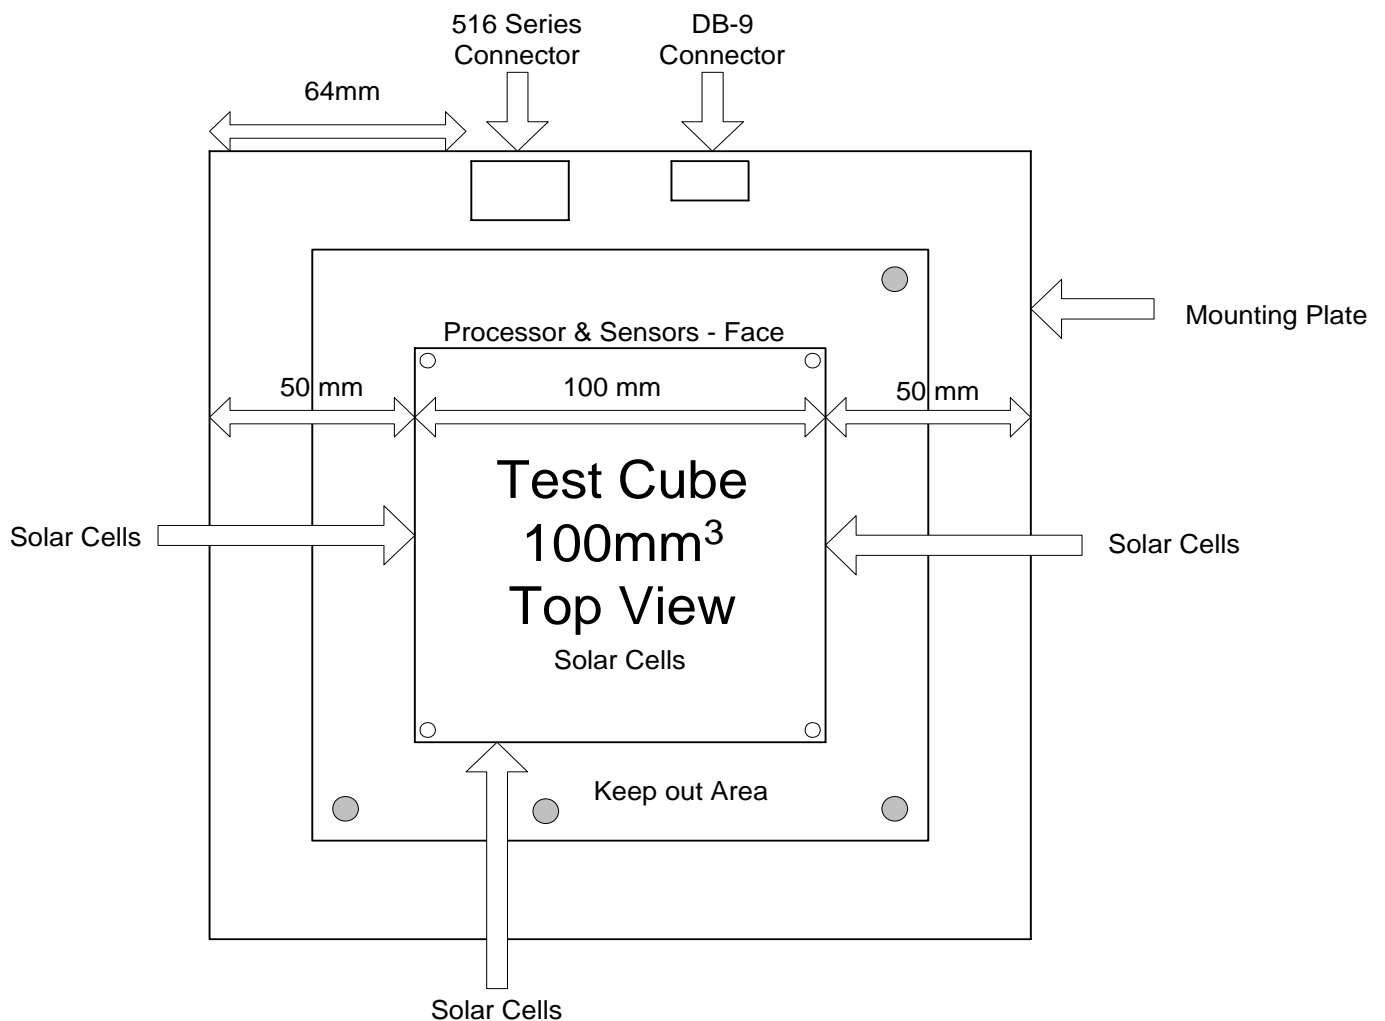 516 Series
Connector
DB-9
Connector
64mm
Mounting Plate
Processor & Sensors - Face
50 mm
100 mm
50 mm
Test Cube
100mm³
Top View
Solar Cells
Solar Cells
Solar Cells
Keep out Area
Solar Cells